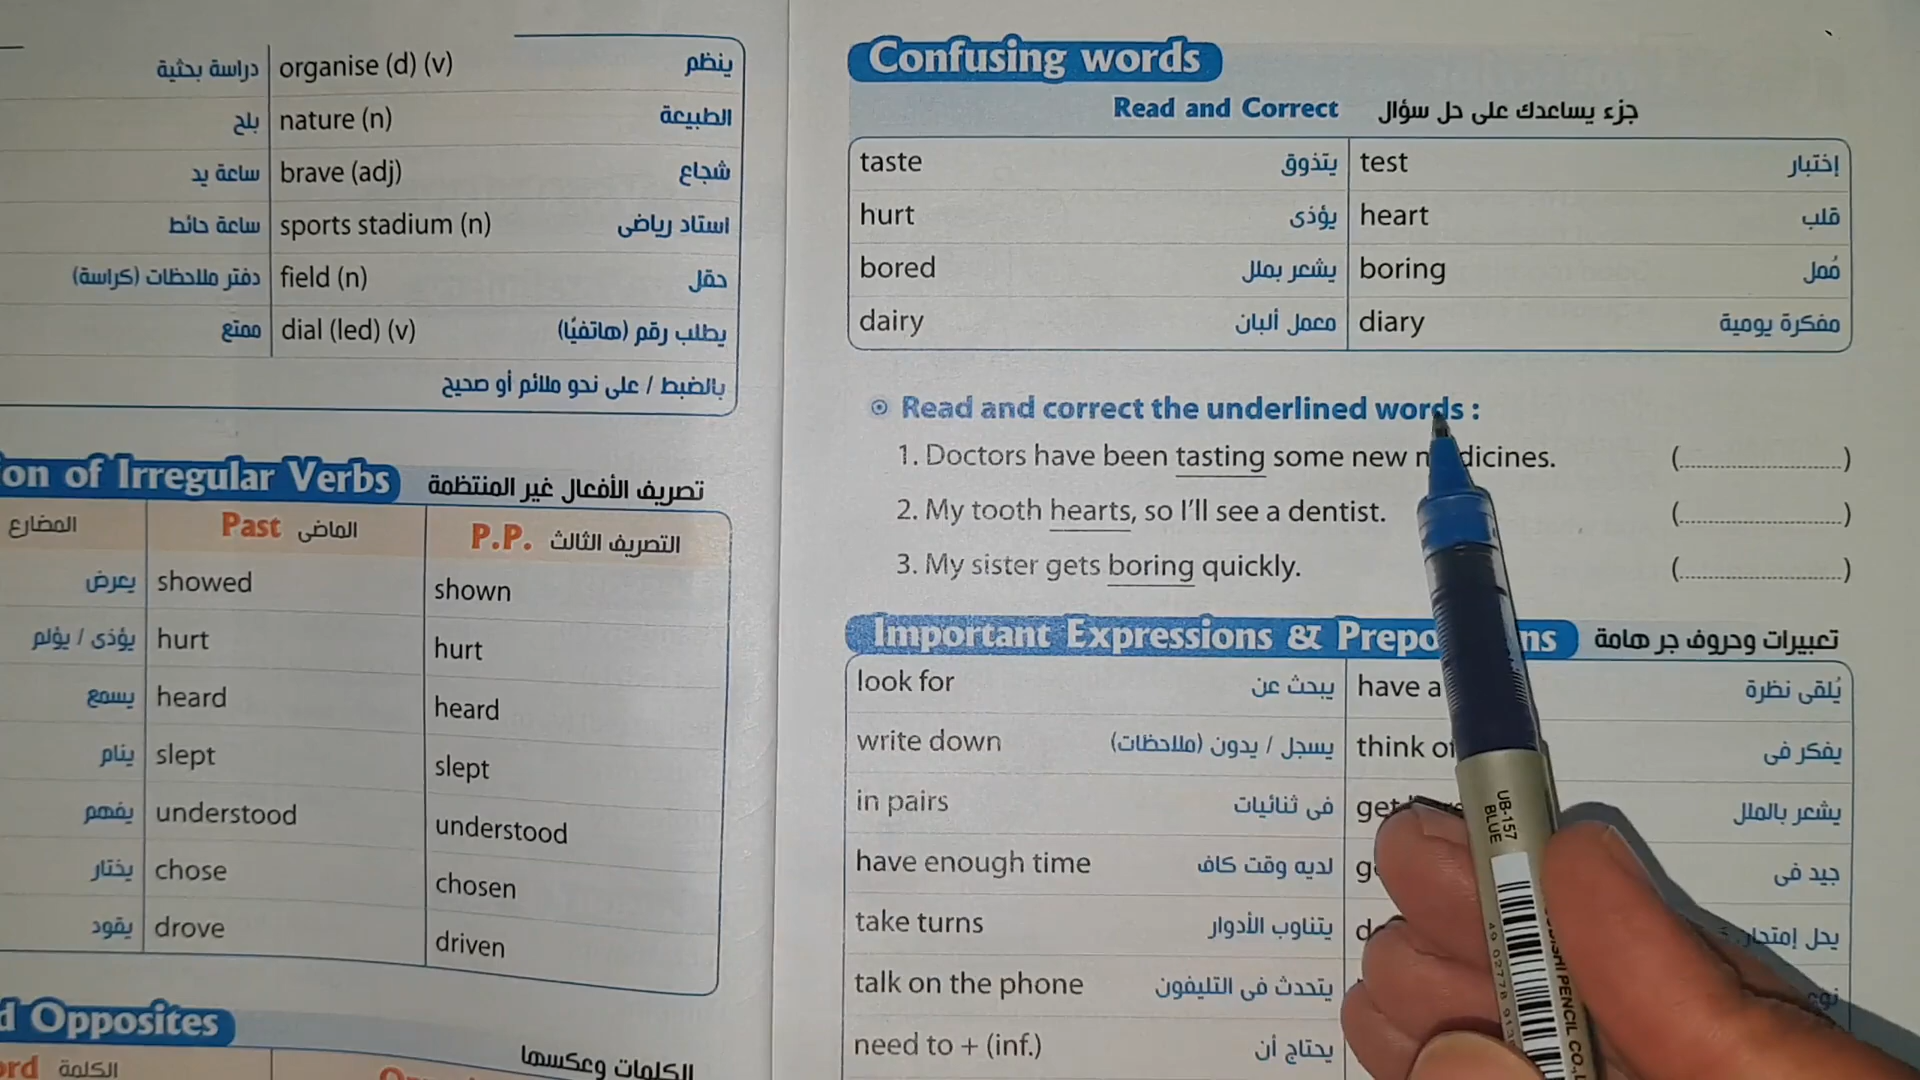 دراسة بحثية organise (d) (v) ينظم
بلح nature (n) الطبيعة
ساعة يد brave (adj) شجاع
ساعة حائط sports stadium (n) استاد رياضى
دفتر ملاحظات (كراسة) field (n) حقل
ممتع dial (led) (v) يطلب رقم (هاتفيًا)
بالضبط / على نحو ملائم أو صحيح
on of Irregular Verbs تصريف الأفعال غير المنتظمة
المضارع Past الماضى P.P. التصريف الثالث
يعرض showed shown
يؤذى / يؤلم hurt hurt
يسمع heard heard
ينام slept slept
يفهم understood understood
يختار chose chosen
يقود drove driven
d Opposites الكلمات وعكسها
ord الكلمة
Confusing words
Read and Correct جزء يساعدك على حل سؤال
taste يتذوق test إختبار
hurt يؤذى heart قلب
bored يشعر بملل boring مُمل
dairy معمل ألبان diary مفكرة يومية
Read and correct the underlined words :
1. Doctors have been tasting some new m dicines. (....................)
2. My tooth hearts, so I'll see a dentist. (....................)
3. My sister gets boring quickly. (....................)
Important Expressions & Prepo ns تعبيرات وحروف جر هامة
look for يبحث عن have a يُلقى نظرة
write down يسجل / يدون (ملاحظات) think of يفكر فى
in pairs فى ثنائيات get يشعر بالملل
have enough time لديه وقت كاف g جيد فى
take turns يتناوب الأدوار d يحل إمتحان
talk on the phone يتحدث فى التليفون
need to + (inf.) يحتاج أن
UB-157
BLUE